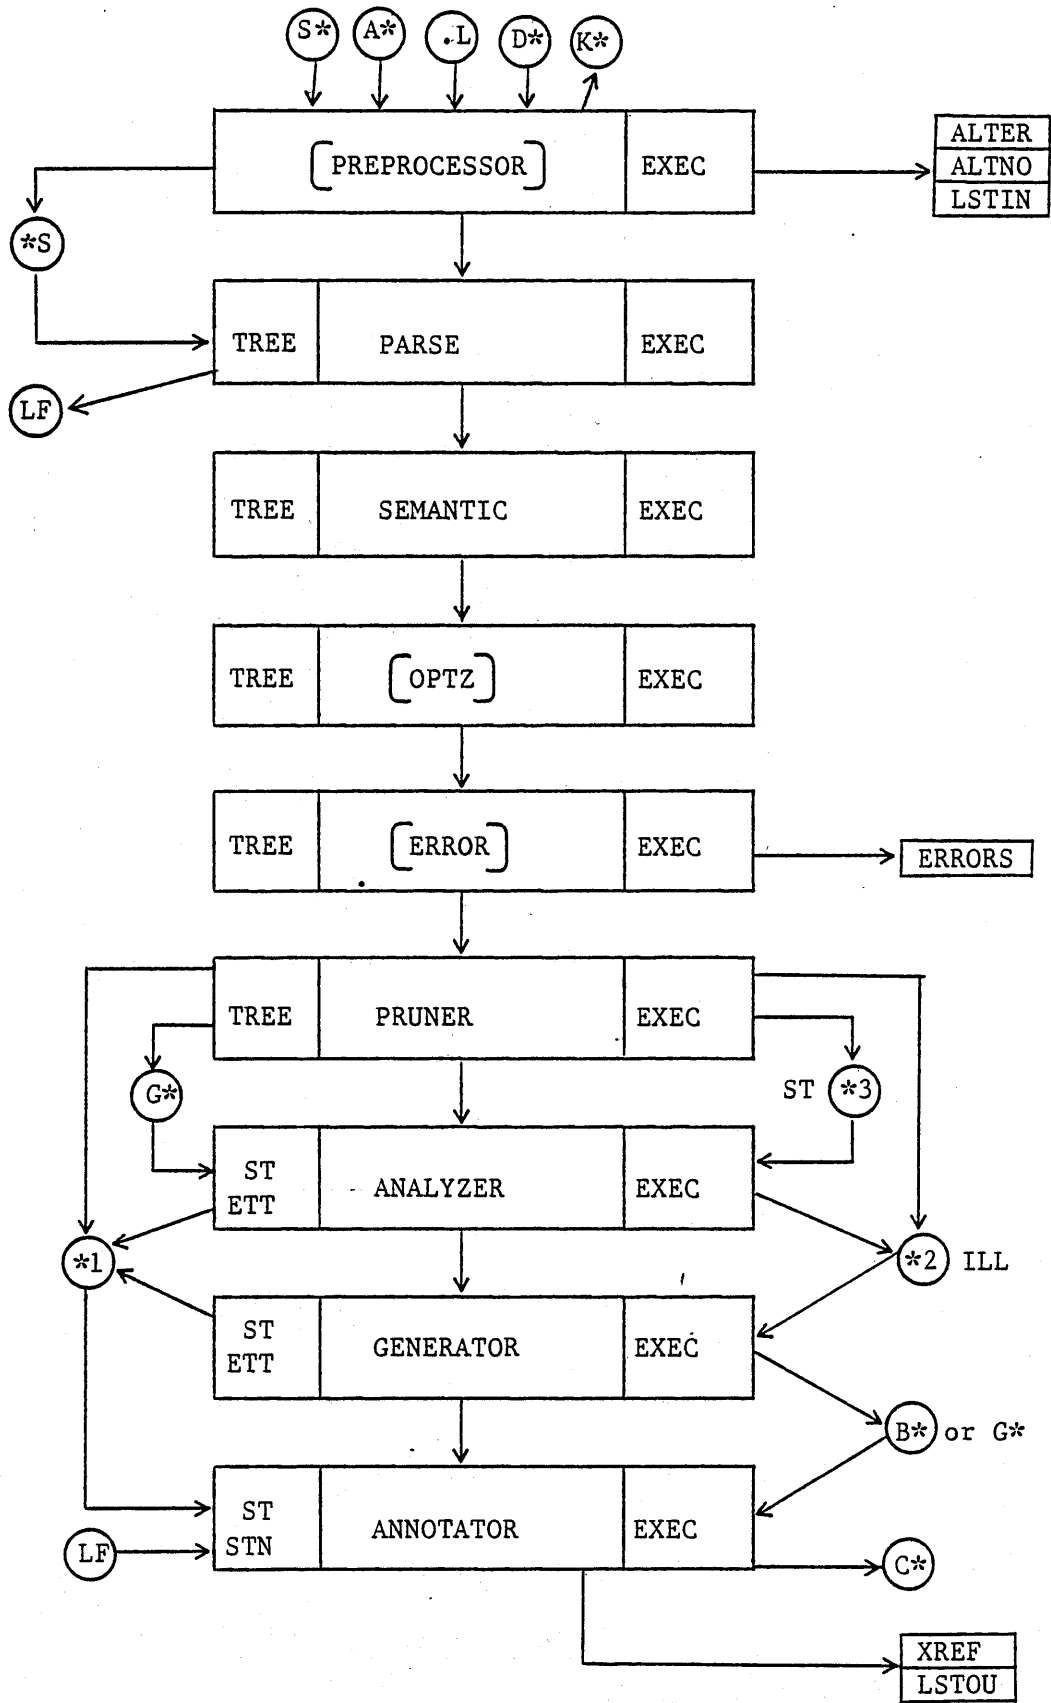 S* A* .L D* K*
[PREPROCESSOR] EXEC
ALTER
ALTNO
LSTIN
*S
TREE PARSE EXEC
LF
TREE SEMANTIC EXEC
TREE [OPTZ] EXEC
TREE [ERROR] EXEC
ERRORS
TREE PRUNER EXEC
G*
ST *3
ST
ETT
ANALYZER EXEC
*1
*2 ILL
ST
ETT
GENERATOR EXEC
B* or G*
ST
STN
ANNOTATOR EXEC
LF
C*
XREF
LSTOU